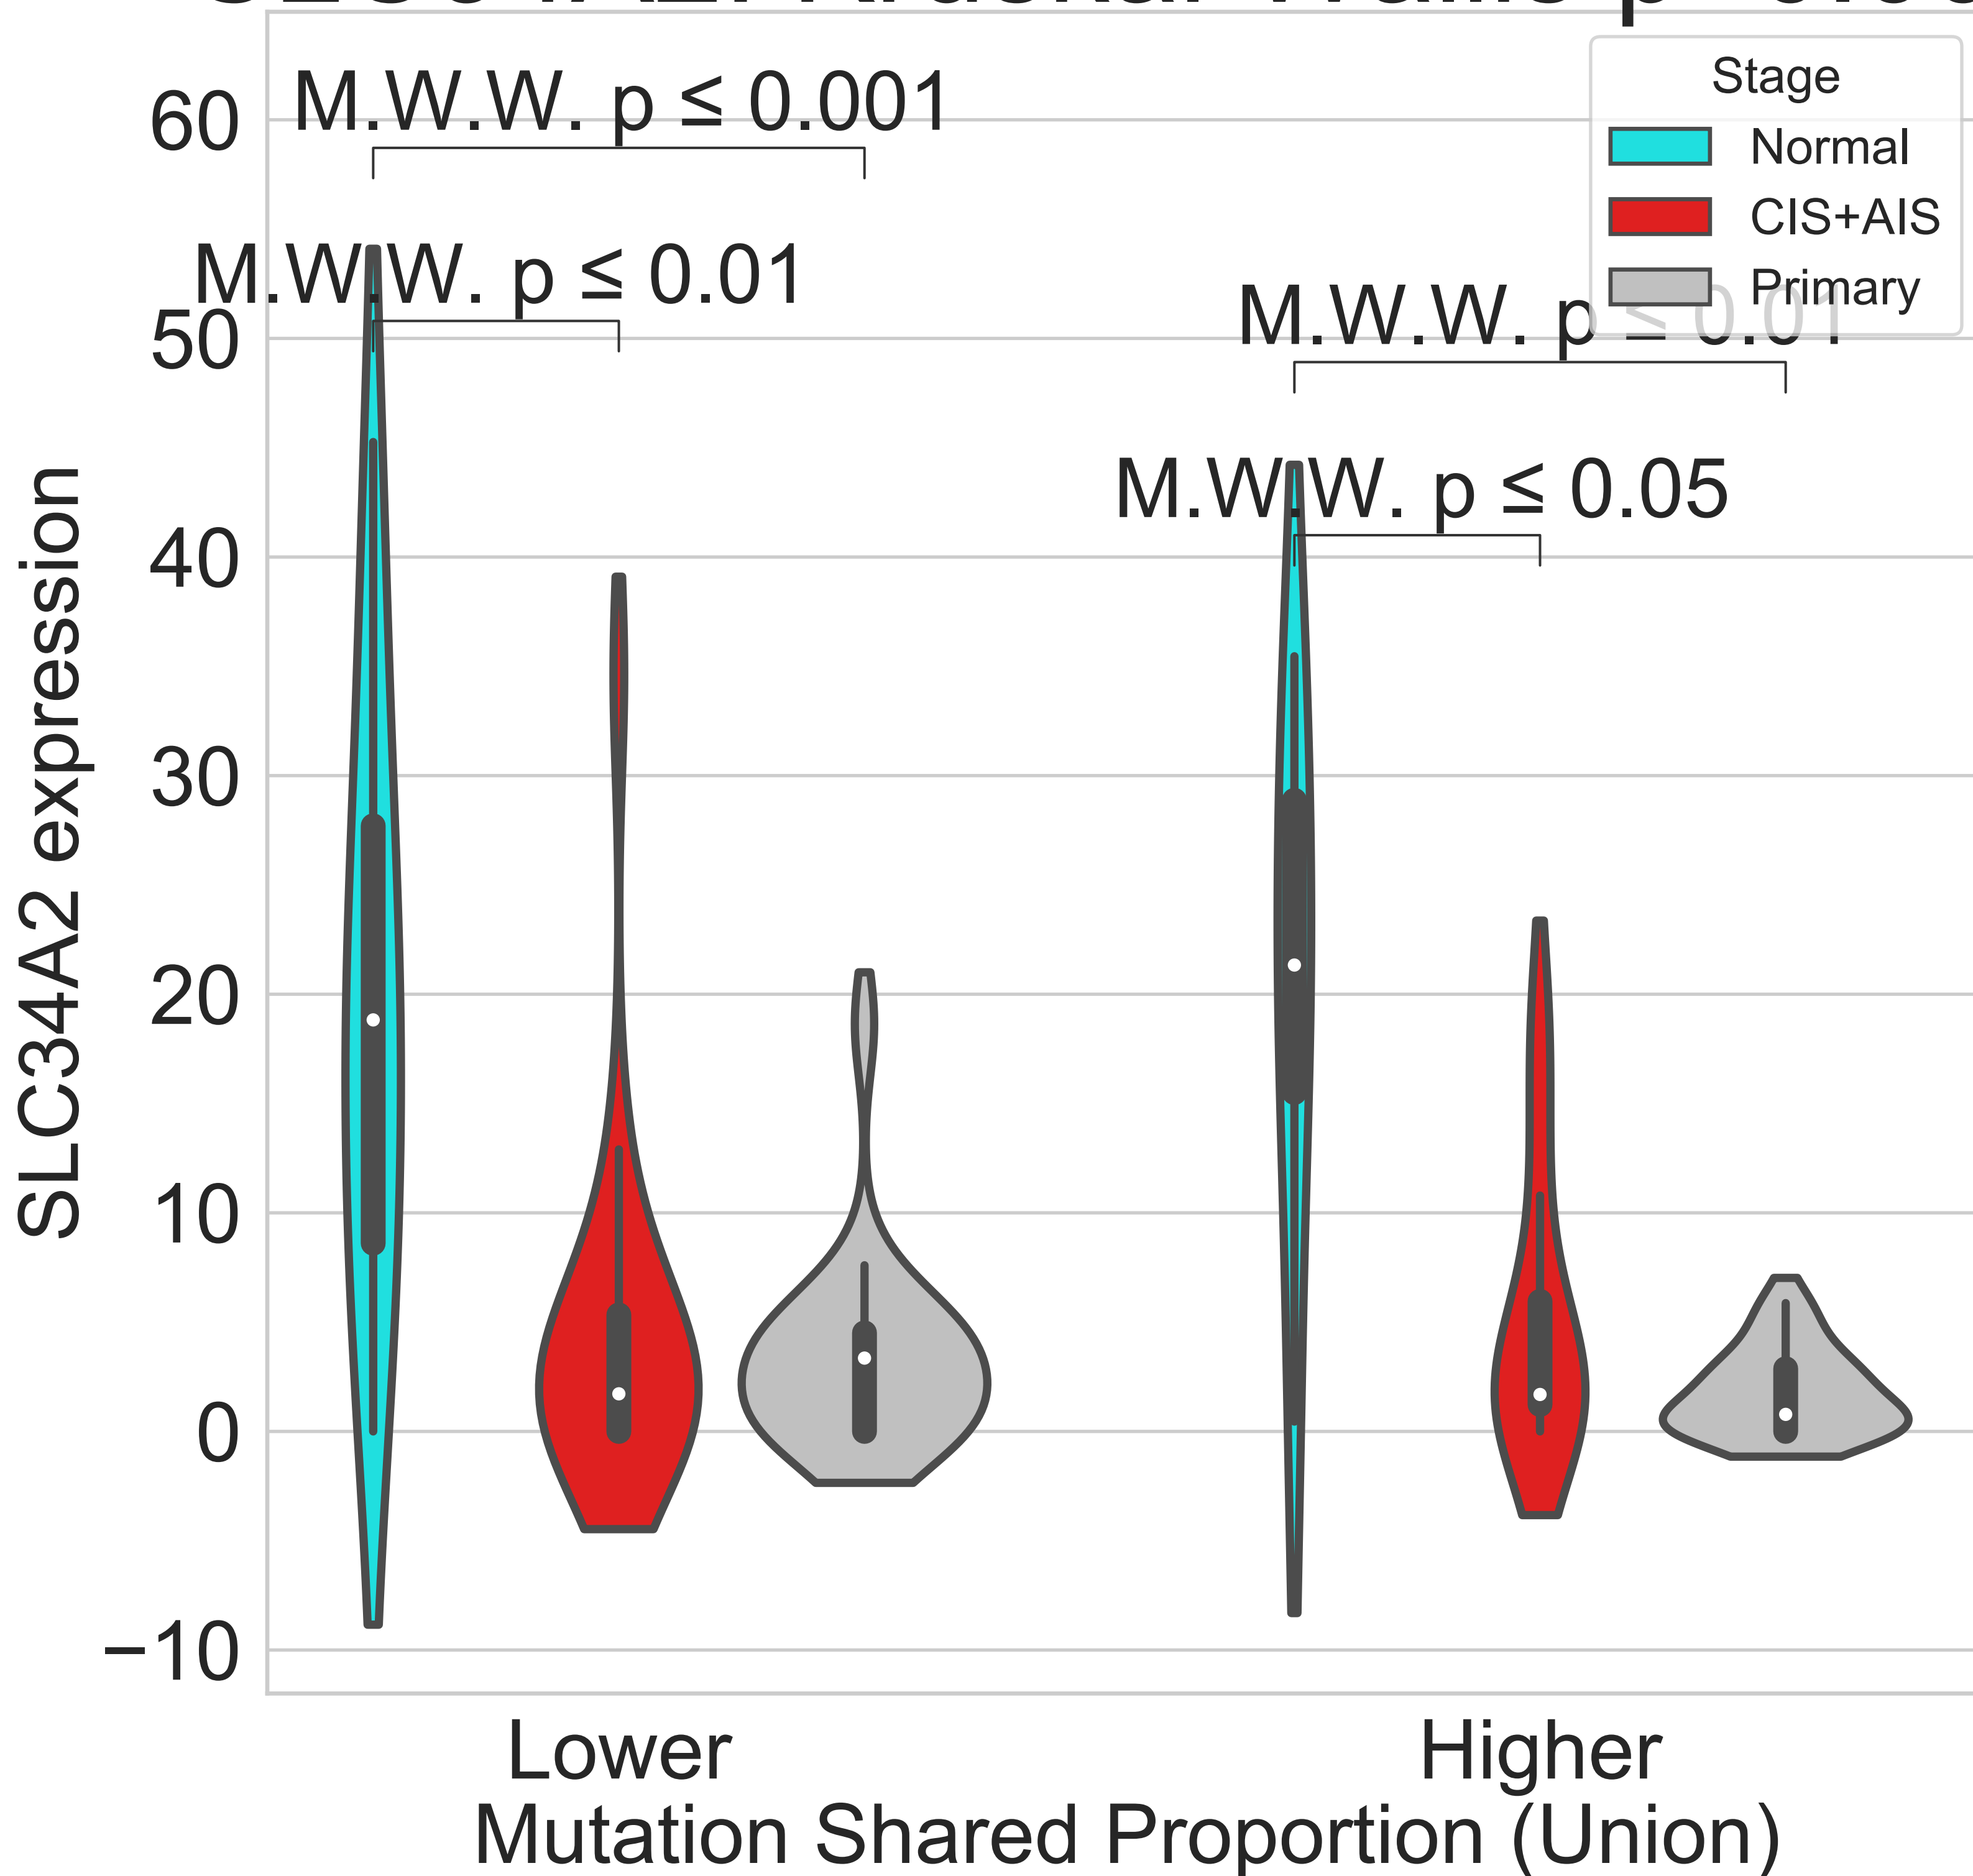 60
50
40
30
20
10
0
−10
SLC34A2 expression
M.W.W. p ≤ 0.001
M.W.W. p ≤ 0.01
M.W.W. p ≤ 0.01
M.W.W. p ≤ 0.05
Stage
Normal
CIS+AIS
Primary
Lower
Higher
Mutation Shared Proportion (Union)